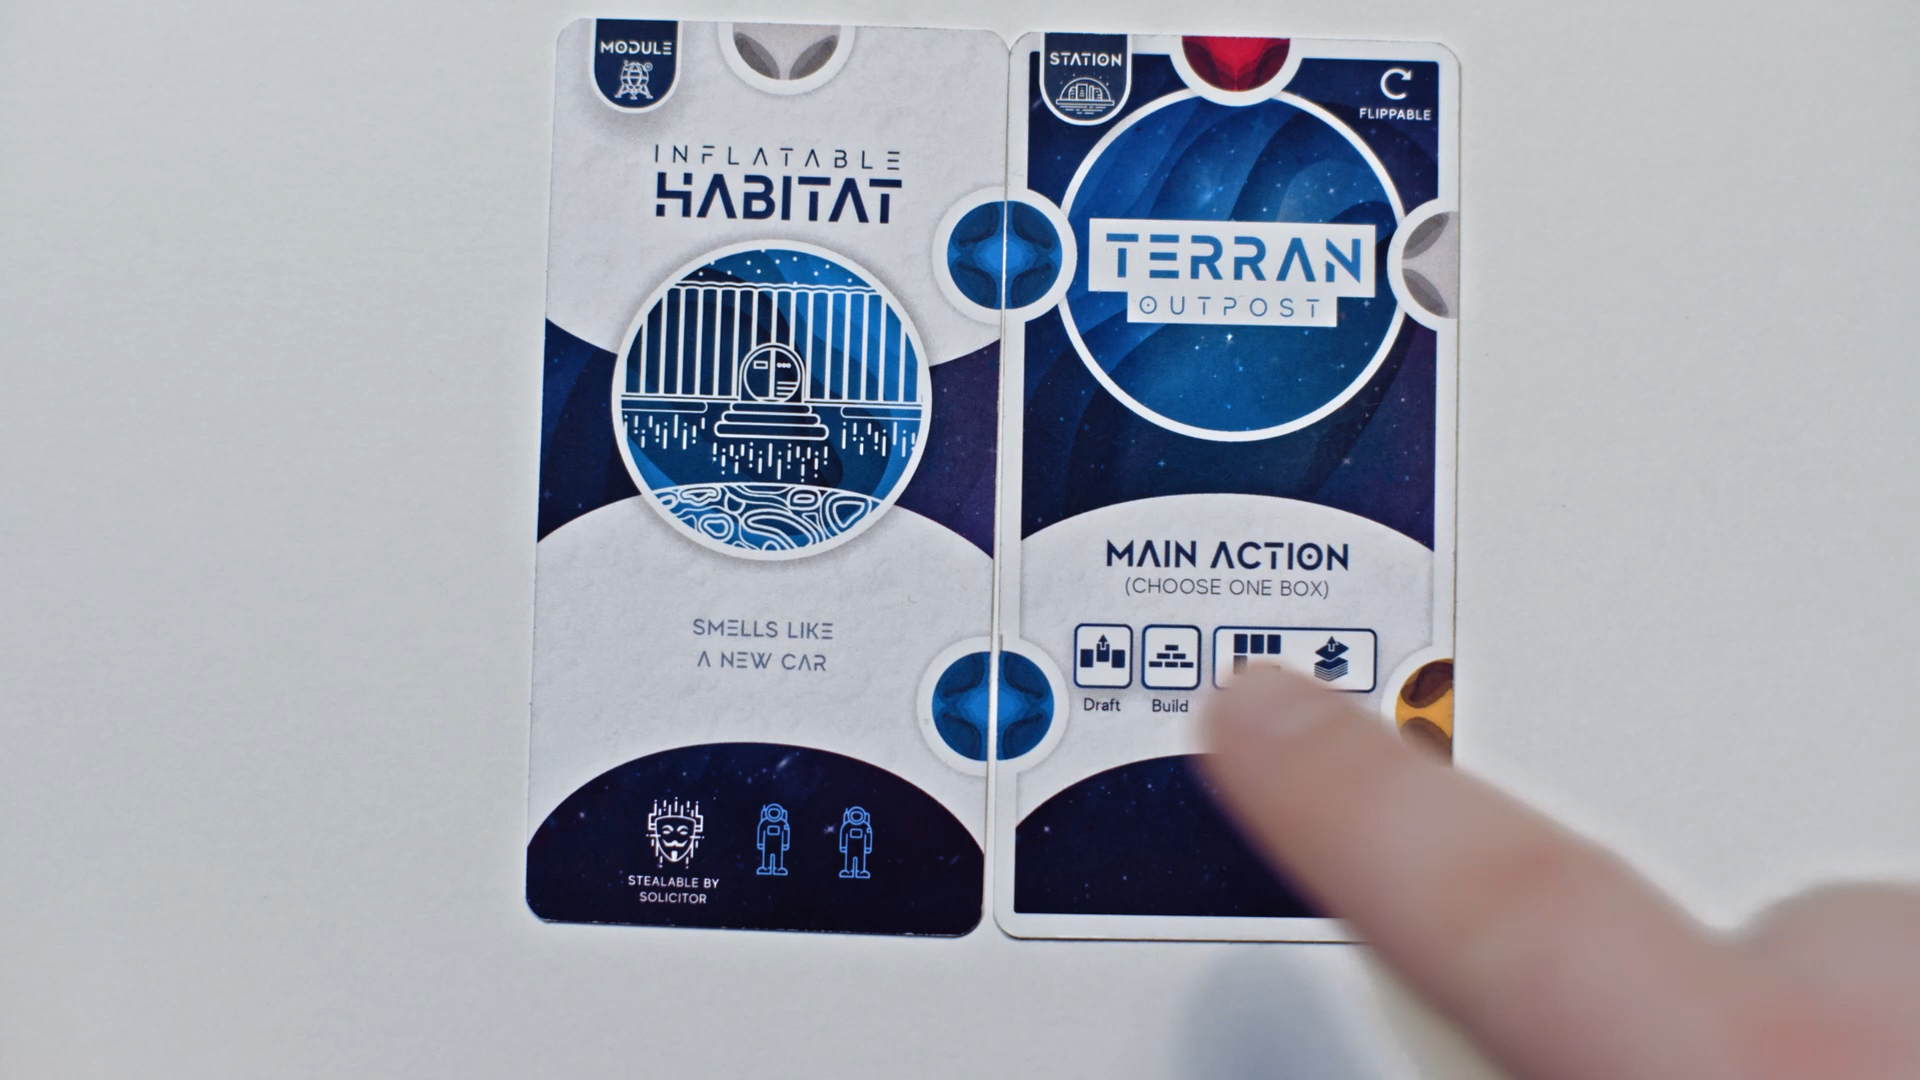 MODULE
INFLATABLE
HABITAT
SMELLS LIKE
A NEW CAR
STEALABLE BY
SOLICITOR
STATION
FLIPPABLE
TERRAN
OUTPOST
MAIN ACTION
(CHOOSE ONE BOX)
Draft Build